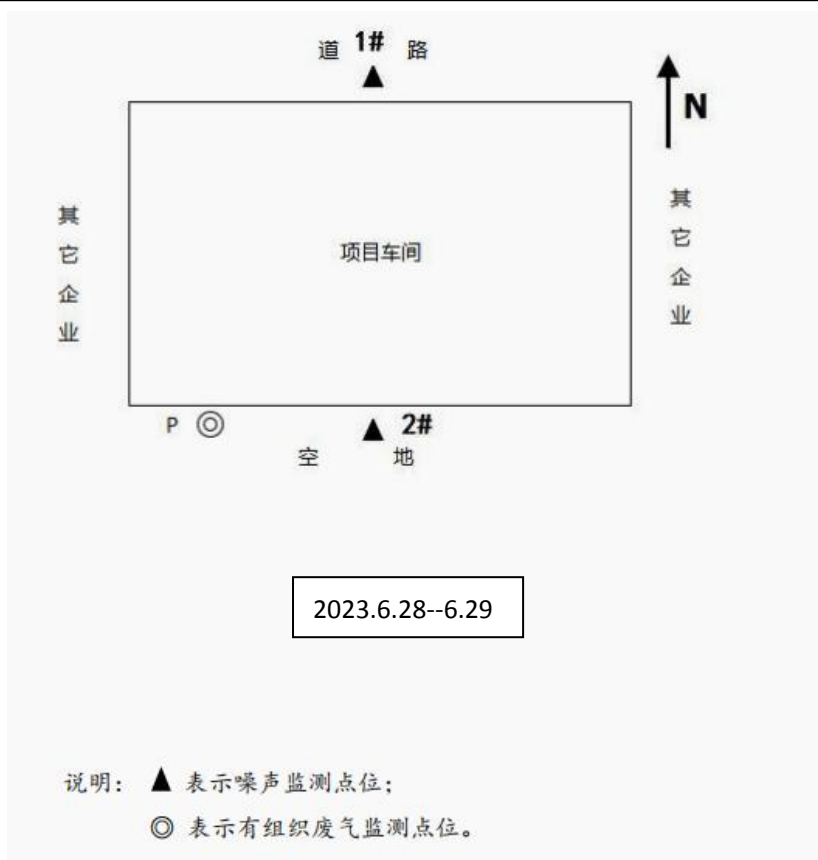 道 1# 路
▲
N
其它企业
项目车间
其它企业
P ◎ ▲ 2#
空 地
2023.6.28--6.29
说明： ▲ 表示噪声监测点位；
◎ 表示有组织废气监测点位。